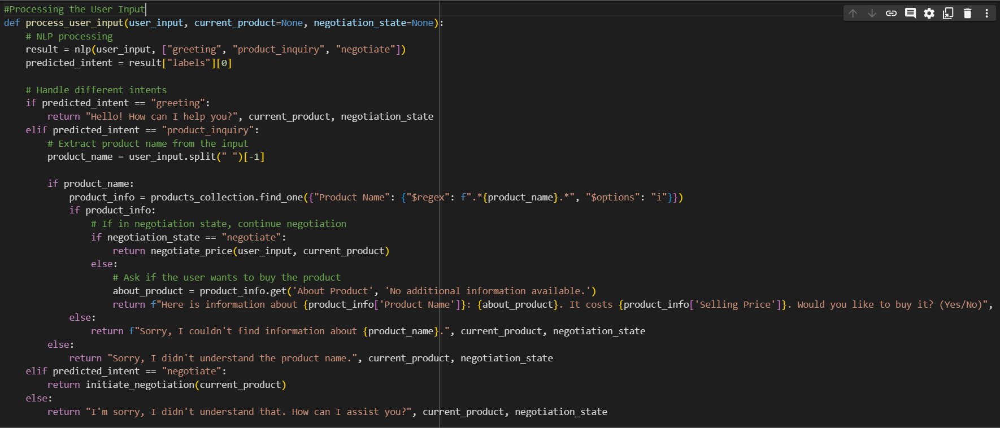 #Processing the User Input
def process_user_input(user_input, current_product=None, negotiation_state=None):
    # NLP processing
    result = nlp(user_input, ["greeting", "product_inquiry", "negotiate"])
    predicted_intent = result["labels"][0]

    # Handle different intents
    if predicted_intent == "greeting":
        return "Hello! How can I help you?", current_product, negotiation_state
    elif predicted_intent == "product_inquiry":
        # Extract product name from the input
        product_name = user_input.split(" ")[-1]

        if product_name:
            product_info = products_collection.find_one({"Product Name": {"$regex": f".*{product_name}.*", "$options": "i"}})
            if product_info:
                # If in negotiation state, continue negotiation
                if negotiation_state == "negotiate":
                    return negotiate_price(user_input, current_product)
                else:
                    # Ask if the user wants to buy the product
                    about_product = product_info.get('About Product', 'No additional information available.')
                    return f"Here is information about {product_info['Product Name']}: {about_product}. It costs {product_info['Selling Price']}. Would you like to buy it? (Yes/No)",
            else:
                return f"Sorry, I couldn't find information about {product_name}.", current_product, negotiation_state
        else:
            return "Sorry, I didn't understand the product name.", current_product, negotiation_state
    elif predicted_intent == "negotiate":
        return initiate_negotiation(current_product)
    else:
        return "I'm sorry, I didn't understand that. How can I assist you?", current_product, negotiation_state